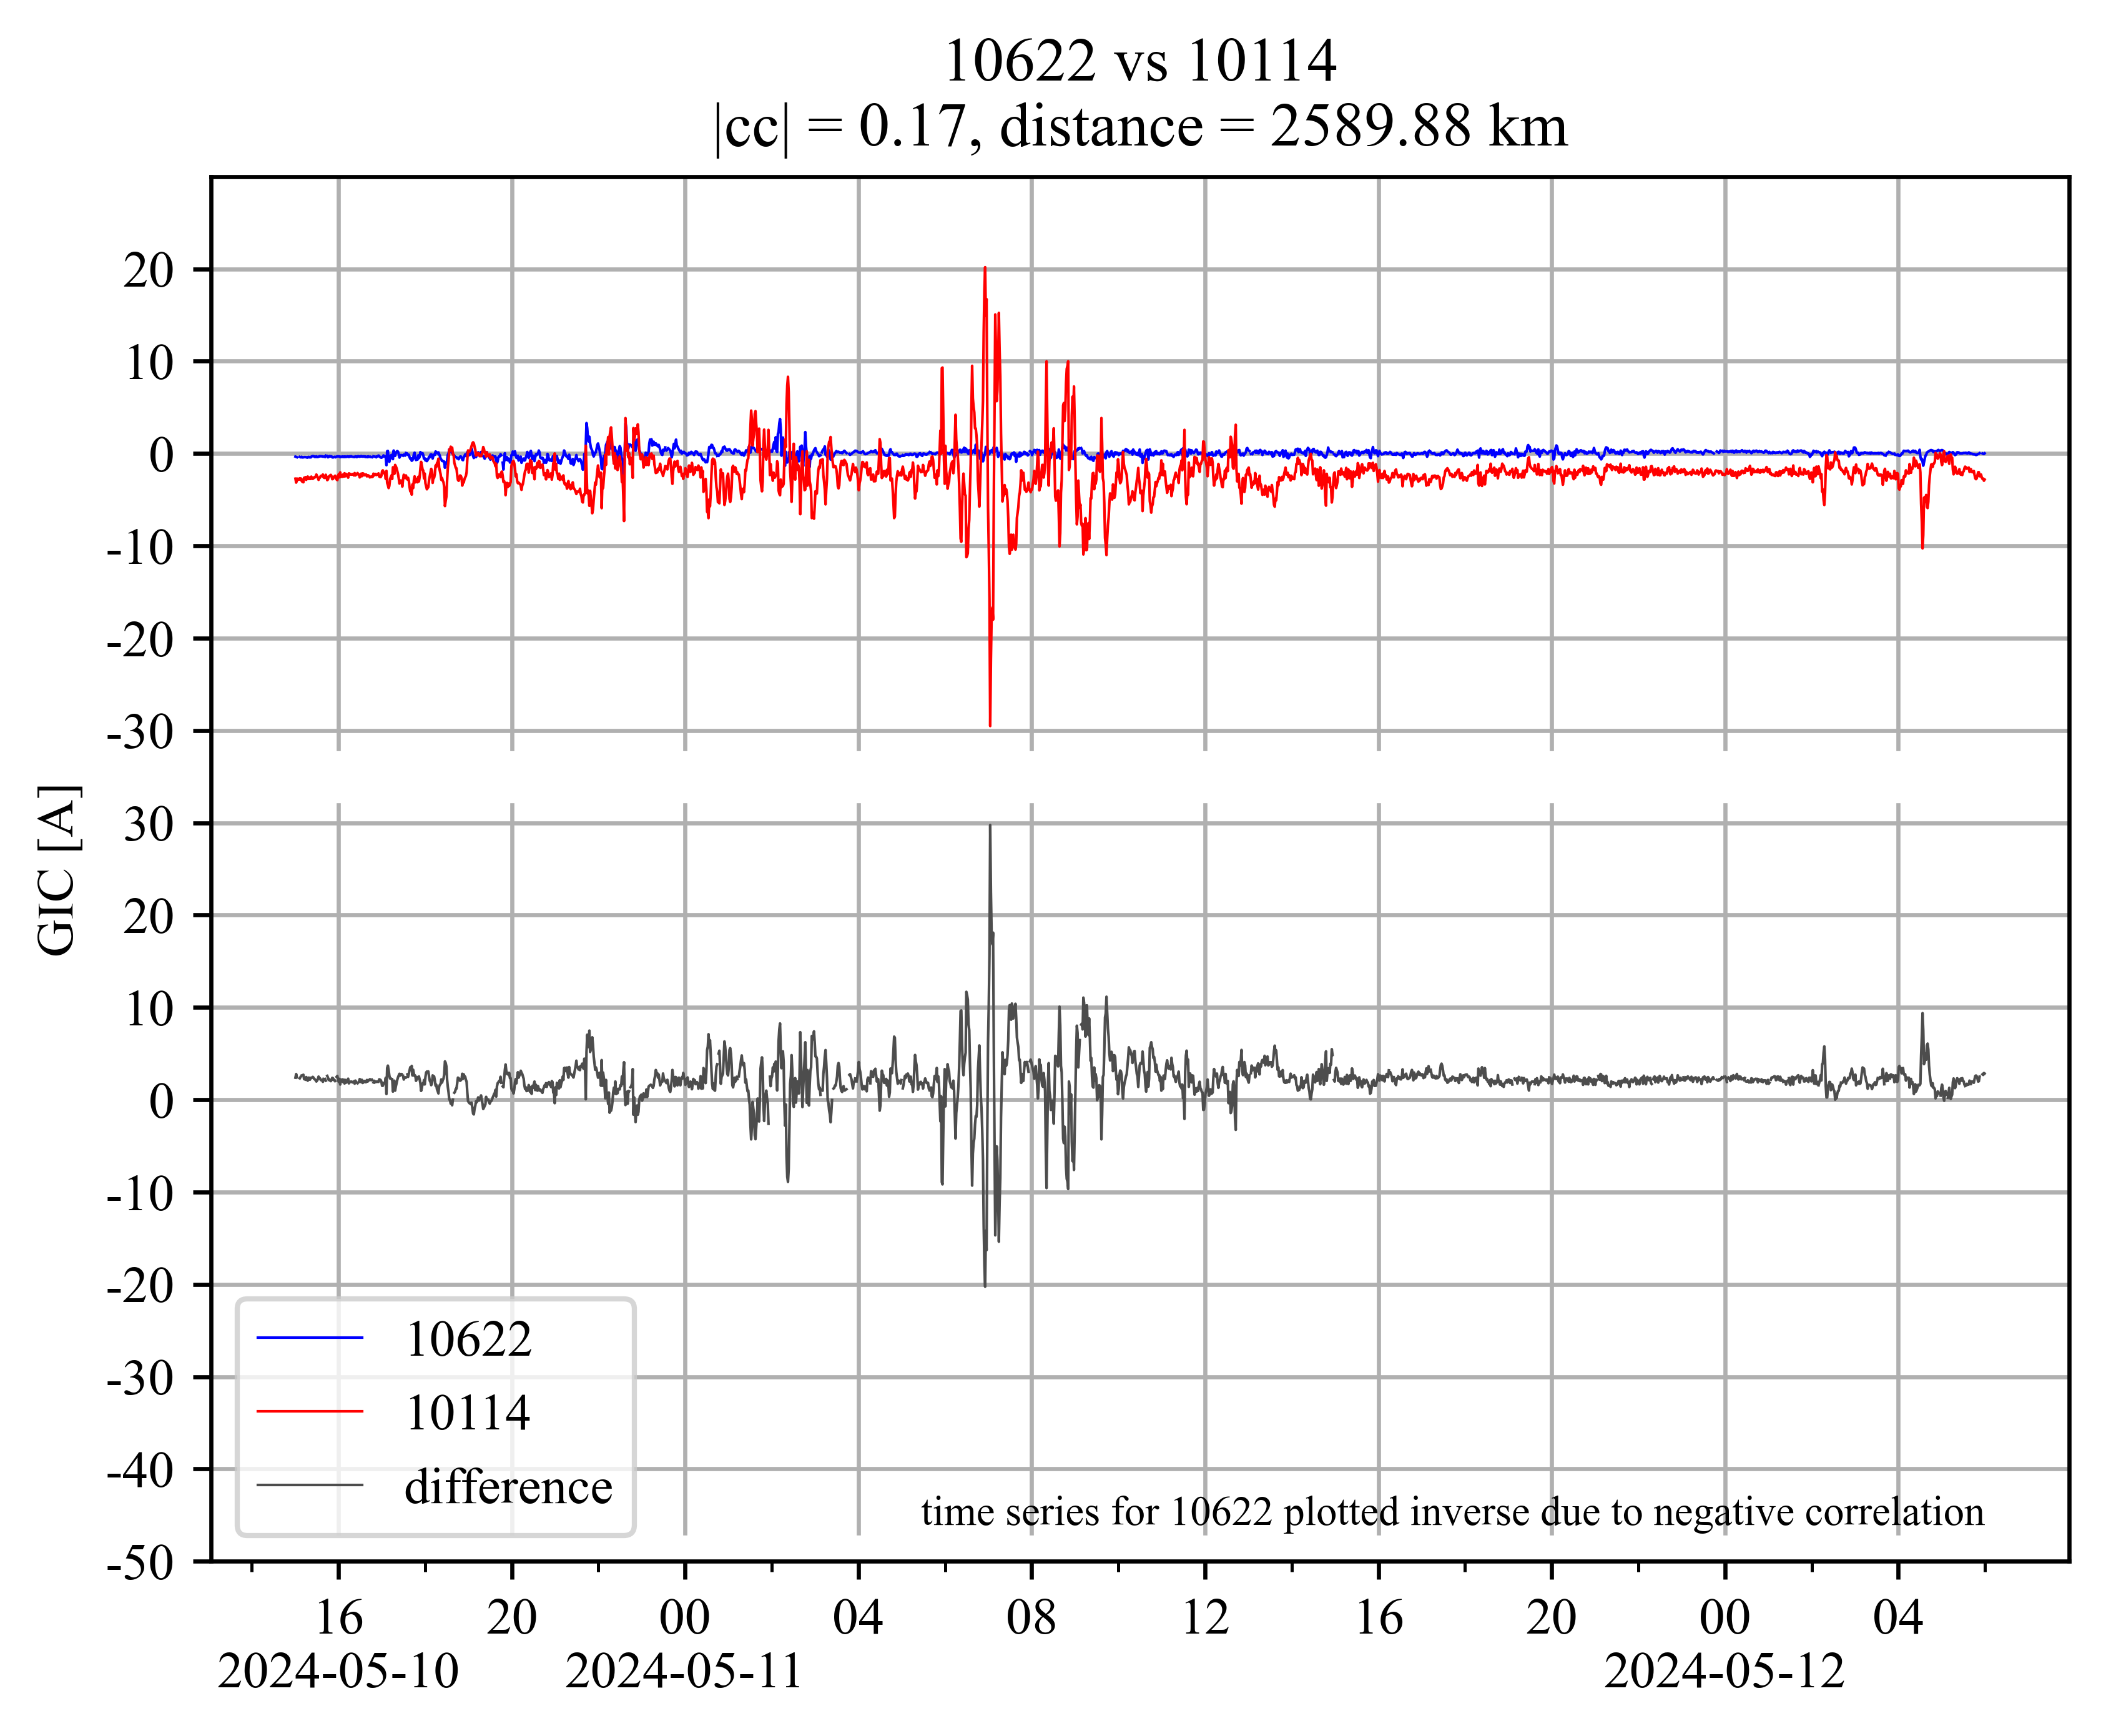 10622 vs 10114
|cc| = 0.17, distance = 2589.88 km
20
10
0
-10
-20
-30
30
20
10
0
-10
-20
-30
-40
-50
GIC [A]
10622
10114
difference
time series for 10622 plotted inverse due to negative correlation
16 20 00 04 08 12 16 20 00 04
2024-05-10 2024-05-11 2024-05-12